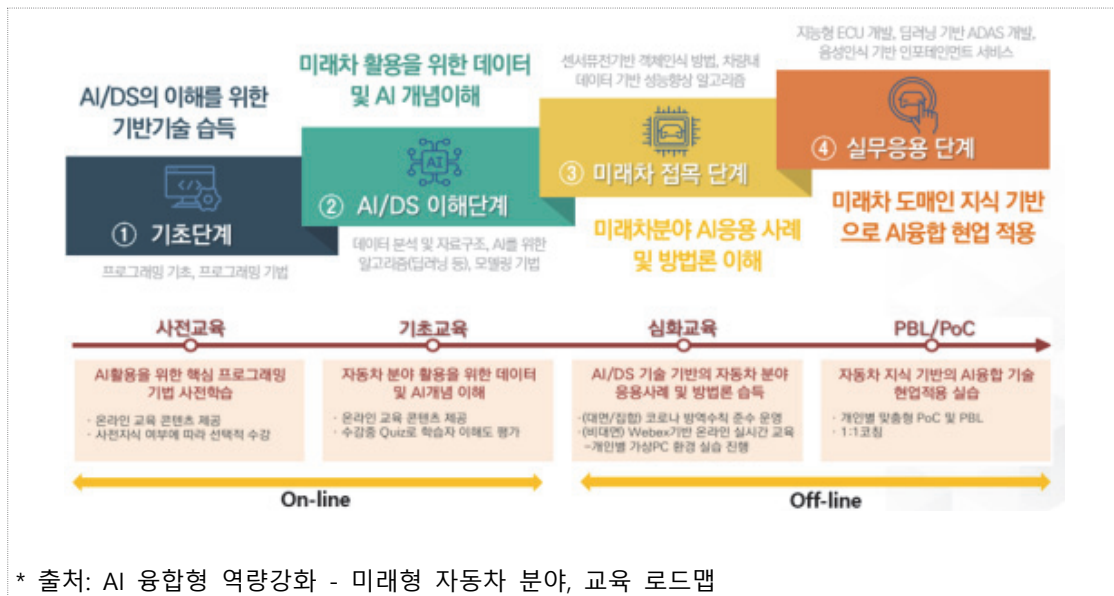 AI/DS의 이해를 위한
기반기술 습득
① 기초단계
프로그래밍 기초, 프로그래밍 기법
미래차 활용을 위한 데이터
및 AI 개념이해
AI
② AI/DS 이해단계
데이터 분석 및 자료구조, AI를 위한
알고리즘(딥러닝 등), 모델링 기법
센서퓨전기반 객체인식 방법, 차량내
데이터 기반 성능향상 알고리즘
③ 미래차 접목 단계
미래차분야 AI응용 사례
및 방법론 이해
지능형 ECU 개발, 딥러닝 기반 ADAS 개발,
음성인식 기반 인포테인먼트 서비스
④ 실무응용 단계
미래차 도메인 지식 기반
으로 AI융합 현업 적용
사전교육
기초교육
심화교육
PBL/PoC
AI활용을 위한 핵심 프로그래밍
기법 사전학습
· 온라인 교육 콘텐츠 제공
· 사전지식 여부에 따라 선택적 수강
자동차 분야 활용을 위한 데이터
및 AI개념 이해
· 온라인 교육 콘텐츠 제공
· 수강중 Quiz로 학습자 이해도 평가
AI/DS 기술 기반의 자동차 분야
응용사례 및 방법론 습득
·(대면/집합) 코로나 방역수칙 준수 운영
·(비대면) Webex기반 온라인 실시간 교육
–개인별 가상PC 환경 실습 진행
자동차 지식 기반의 AI융합 기술
현업적용 실습
· 개인별 맞춤형 PoC 및 PBL
· 1:1코칭
On-line
Off-line
* 출처: AI 융합형 역량강화 - 미래형 자동차 분야, 교육 로드맵